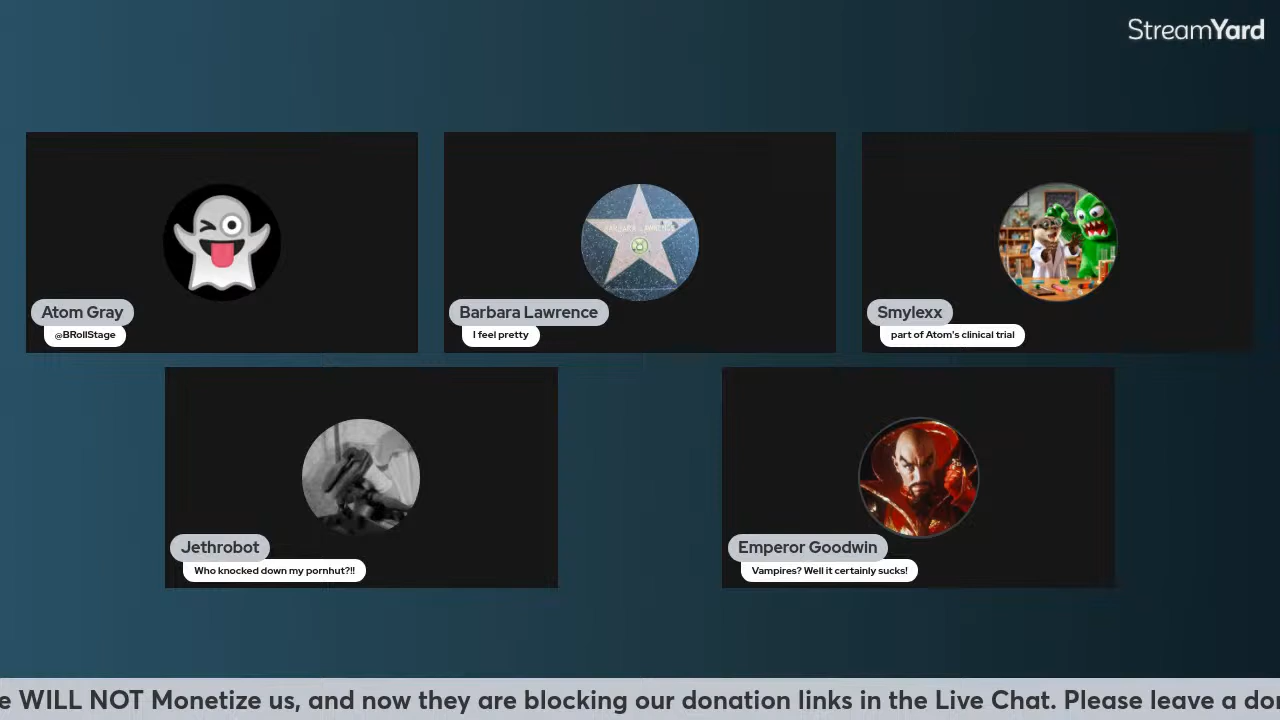 StreamYard
BARBARA LAWRENCE
Atom Gray
@BRollStage
Barbara Lawrence
I feel pretty
Smylexx
part of Atom's clinical trial
Jethrobot
Who knocked down my pornhut?!!
Emperor Goodwin
Vampires? Well it certainly sucks!
e WILL NOT Monetize us, and now they are blocking our donation links in the Live Chat. Please leave a do